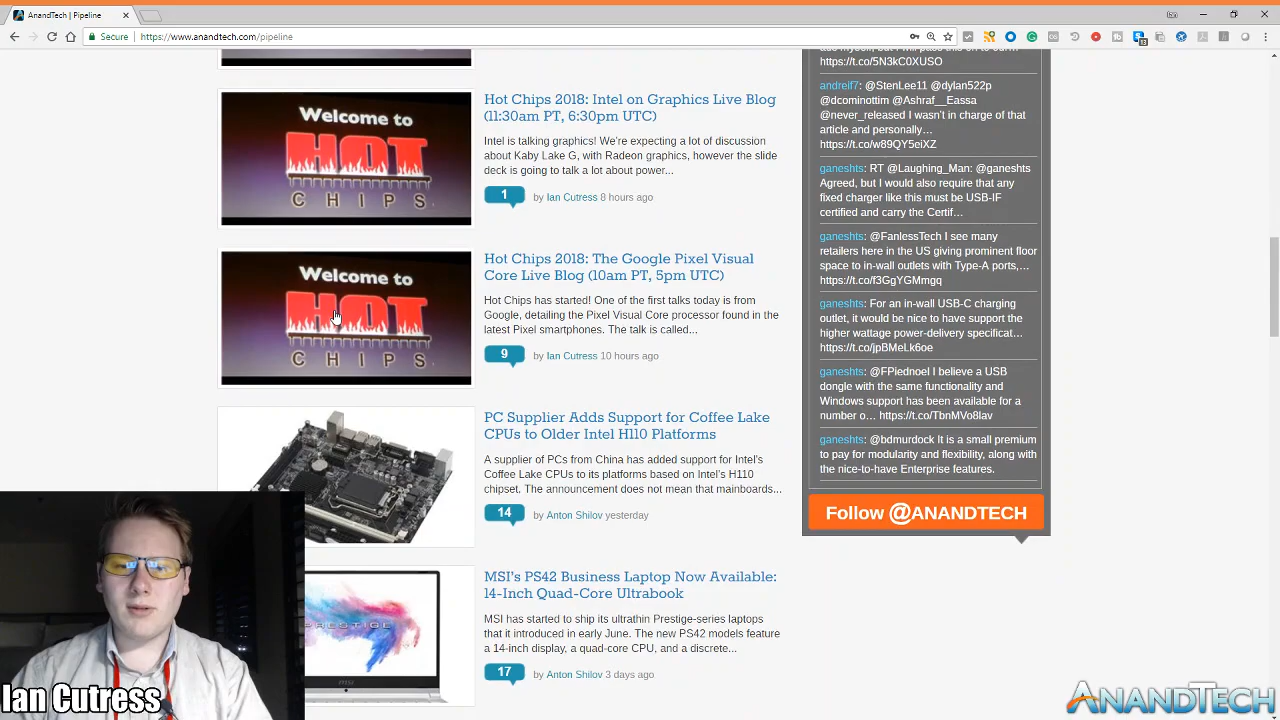 AnandTech | Pipeline
Secure
https://www.anandtech.com/pipeline
https://t.co/5N3kC0XUSO
andreif7: @StenLee11 @dylan522p
@dcominottim @Ashraf__Eassa
@never_released I wasn't in charge of that
article and personally…
https://t.co/w89QY5eiXZ
ganeshts: RT @Laughing_Man: @ganeshts
Agreed, but I would also require that any
fixed charger like this must be USB-IF
certified and carry the Certif…
ganeshts: @FanlessTech I see many
retailers here in the US giving prominent floor
space to in-wall outlets with Type-A ports,…
https://t.co/f3GgYGMmgq
ganeshts: For an in-wall USB-C charging
outlet, it would be nice to have support the
higher wattage power-delivery specificat…
https://t.co/jpBMeLk6oe
ganeshts: @FPiednoel I believe a USB
dongle with the same functionality and
Windows support has been available for a
number o… https://t.co/TbnMVo8lav
ganeshts: @bdmurdock It is a small premium
to pay for modularity and flexibility, along with
the nice-to-have Enterprise features.
Follow @ANANDTECH
Welcome to
HOT
CHIPS
Hot Chips 2018: Intel on Graphics Live Blog
(11:30am PT, 6:30pm UTC)
Intel is talking graphics! We're expecting a lot of discussion
about Kaby Lake G, with Radeon graphics, however the slide
deck is going to talk a lot about power...
1
by Ian Cutress 8 hours ago
Welcome to
HOT
CHIPS
Hot Chips 2018: The Google Pixel Visual
Core Live Blog (10am PT, 5pm UTC)
Hot Chips has started! One of the first talks today is from
Google, detailing the Pixel Visual Core processor found in the
latest Pixel smartphones. The talk is called...
9
by Ian Cutress 10 hours ago
PC Supplier Adds Support for Coffee Lake
CPUs to Older Intel H110 Platforms
A supplier of PCs from China has added support for Intel's
Coffee Lake CPUs to its platforms based on Intel's H110
chipset. The announcement does not mean that mainboards...
14
by Anton Shilov yesterday
MSI's PS42 Business Laptop Now Available:
14-Inch Quad-Core Ultrabook
MSI has started to ship its ultrathin Prestige-series laptops
that it introduced in early June. The new PS42 models feature
a 14-inch display, a quad-core CPU, and a discrete...
17
by Anton Shilov 3 days ago
PRESTIGE
msi
Ian Cutress
ANANDTECH